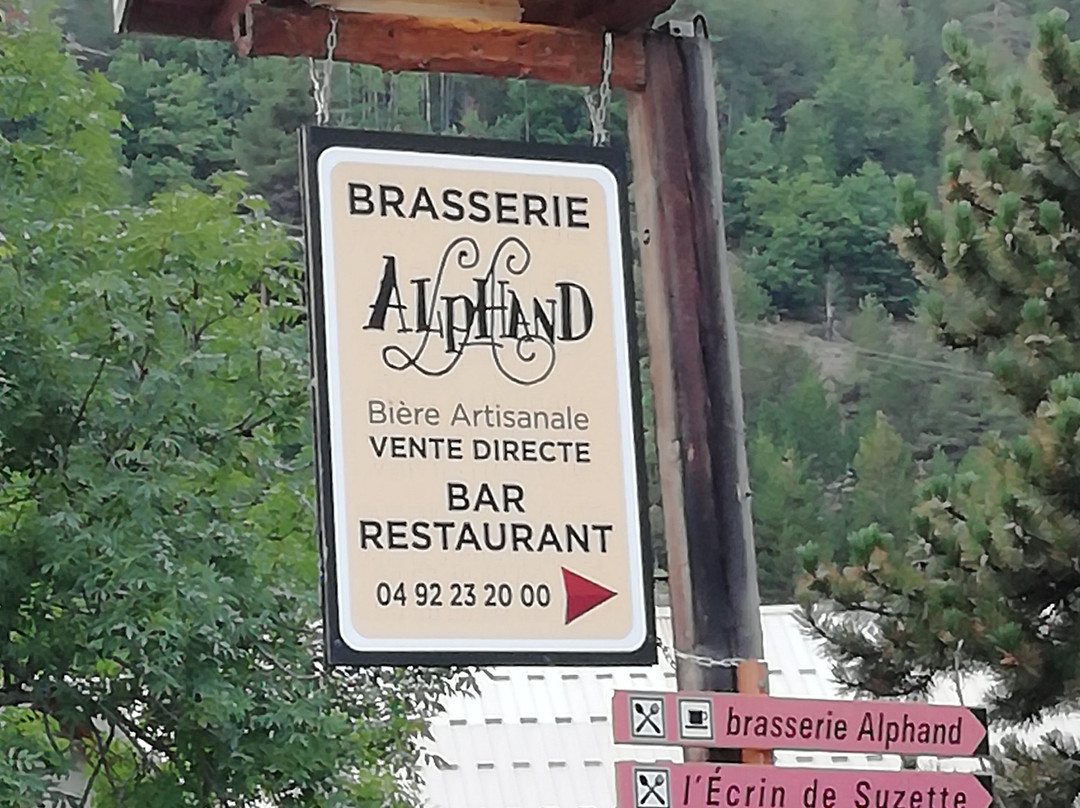 BRASSERIE
ALPHAND
Bière Artisanale
VENTE DIRECTE
BAR
RESTAURANT
04 92 23 20 00
brasserie Alphand
l'Écrin de Suzette